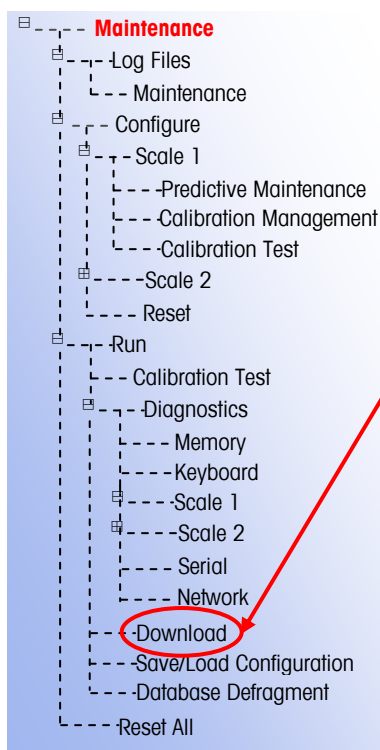 Maintenance
Log Files
Maintenance
Configure
Scale 1
Predictive Maintenance
Calibration Management
Calibration Test
Scale 2
Reset
Run
Calibration Test
Diagnostics
Memory
Keyboard
Scale 1
Scale 2
Serial
Network
Download
Save/Load Configuration
Database Defragment
Reset All